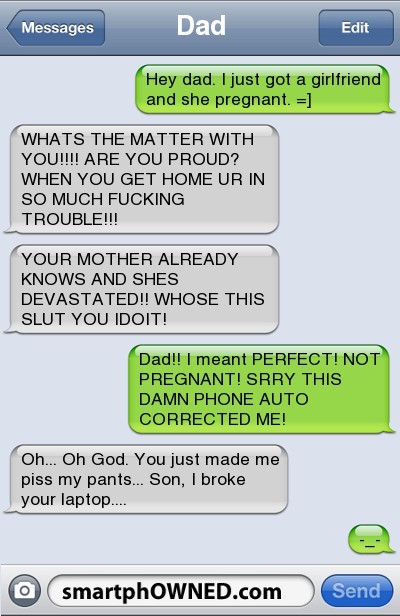 Messages
Dad
Edit
Hey dad. I just got a girlfriend
and she pregnant. =]
WHATS THE MATTER WITH
YOU!!!! ARE YOU PROUD?
WHEN YOU GET HOME UR IN
SO MUCH FUCKING
TROUBLE!!!
YOUR MOTHER ALREADY
KNOWS AND SHES
DEVASTATED!! WHOSE THIS
SLUT YOU IDOIT!
Dad!! I meant PERFECT! NOT
PREGNANT! SRRY THIS
DAMN PHONE AUTO
CORRECTED ME!
Oh... Oh God. You just made me
piss my pants... Son, I broke
your laptop....
-_-
smartphOWNED.com
Send